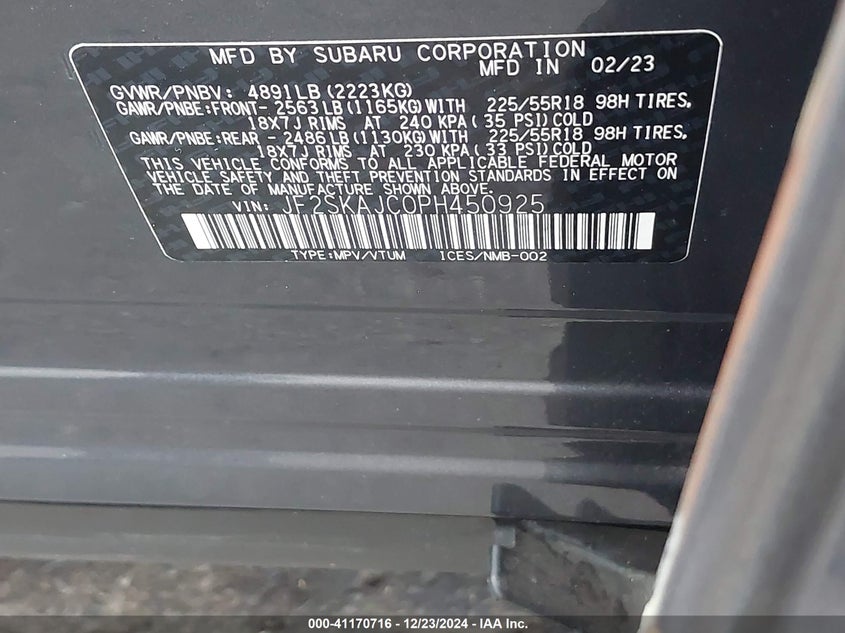 MFD BY SUBARU CORPORATION
MFD IN 02/23
GVWR/PNBV: 4891LB(2223KG)
GAWR/PNBE:FRONT- 2563LB(1165KG)WITH 225/55R18 98H TIRES,
18X7J RIMS AT 240 KPA( 35 PSI)COLD
GAWR/PNBE:REAR - 2486LB(1130KG)WITH 225/55R18 98H TIRES,
18X7J RIMS AT 230 KPA( 33 PSI)COLD
THIS VEHICLE CONFORMS TO ALL APPLICABLE FEDERAL MOTOR
VEHICLE SAFETY AND THEFT PREVENTION STANDARDS IN EFFECT ON
THE DATE OF MANUFACTURE SHOWN ABOVE.
VIN: JF2SKAJC0PH450925
TYPE:MPV/VTUM ICES/NMB-002
000-41170716 - 12/23/2024 - IAA Inc.